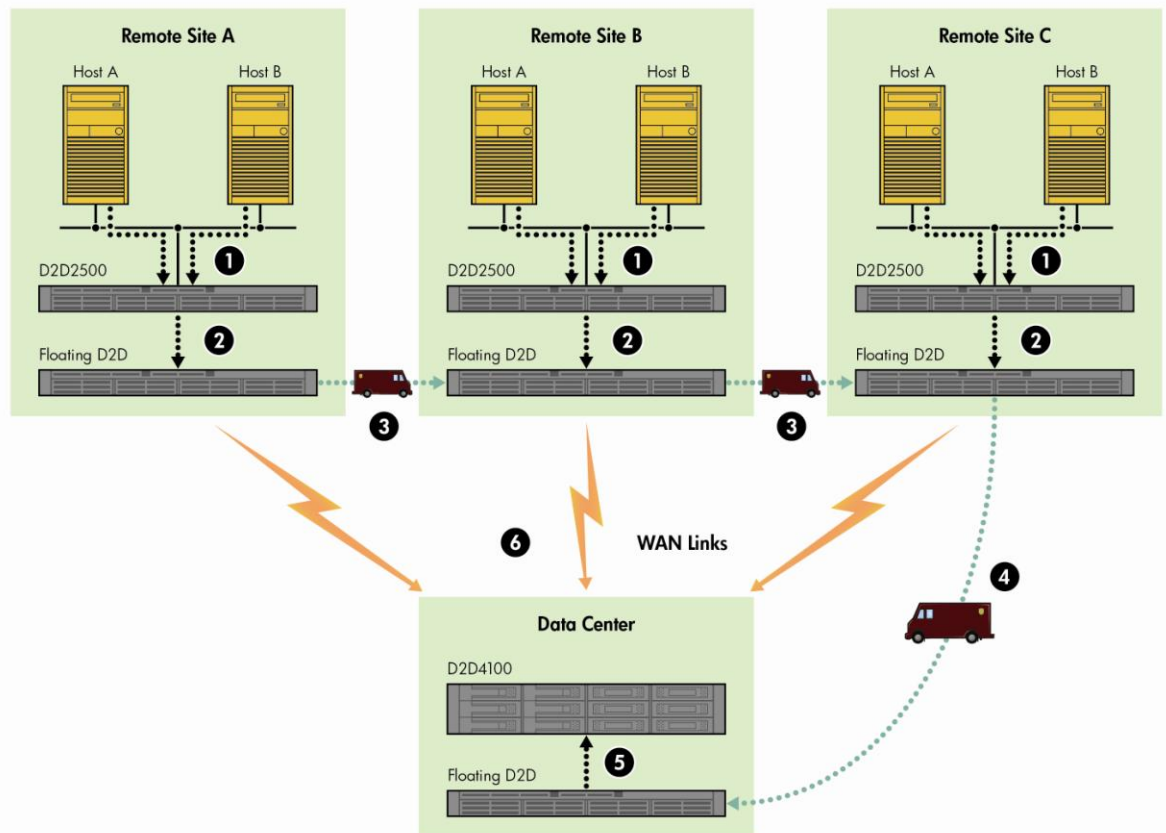 Remote Site A
Remote Site B
Remote Site C
Host A
Host B
Host A
Host B
Host A
Host B
1
1
1
D2D2500
D2D2500
D2D2500
2
2
2
Floating D2D
Floating D2D
Floating D2D
3
3
6
WAN Links
4
Data Center
D2D4100
5
Floating D2D